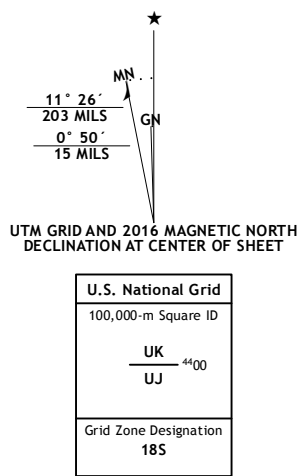 ★
MN
GN
11° 26´
203 MILS
0° 50´
15 MILS
UTM GRID AND 2016 MAGNETIC NORTH
DECLINATION AT CENTER OF SHEET
U.S. National Grid
100,000-m Square ID
UK
4400
UJ
Grid Zone Designation
18S